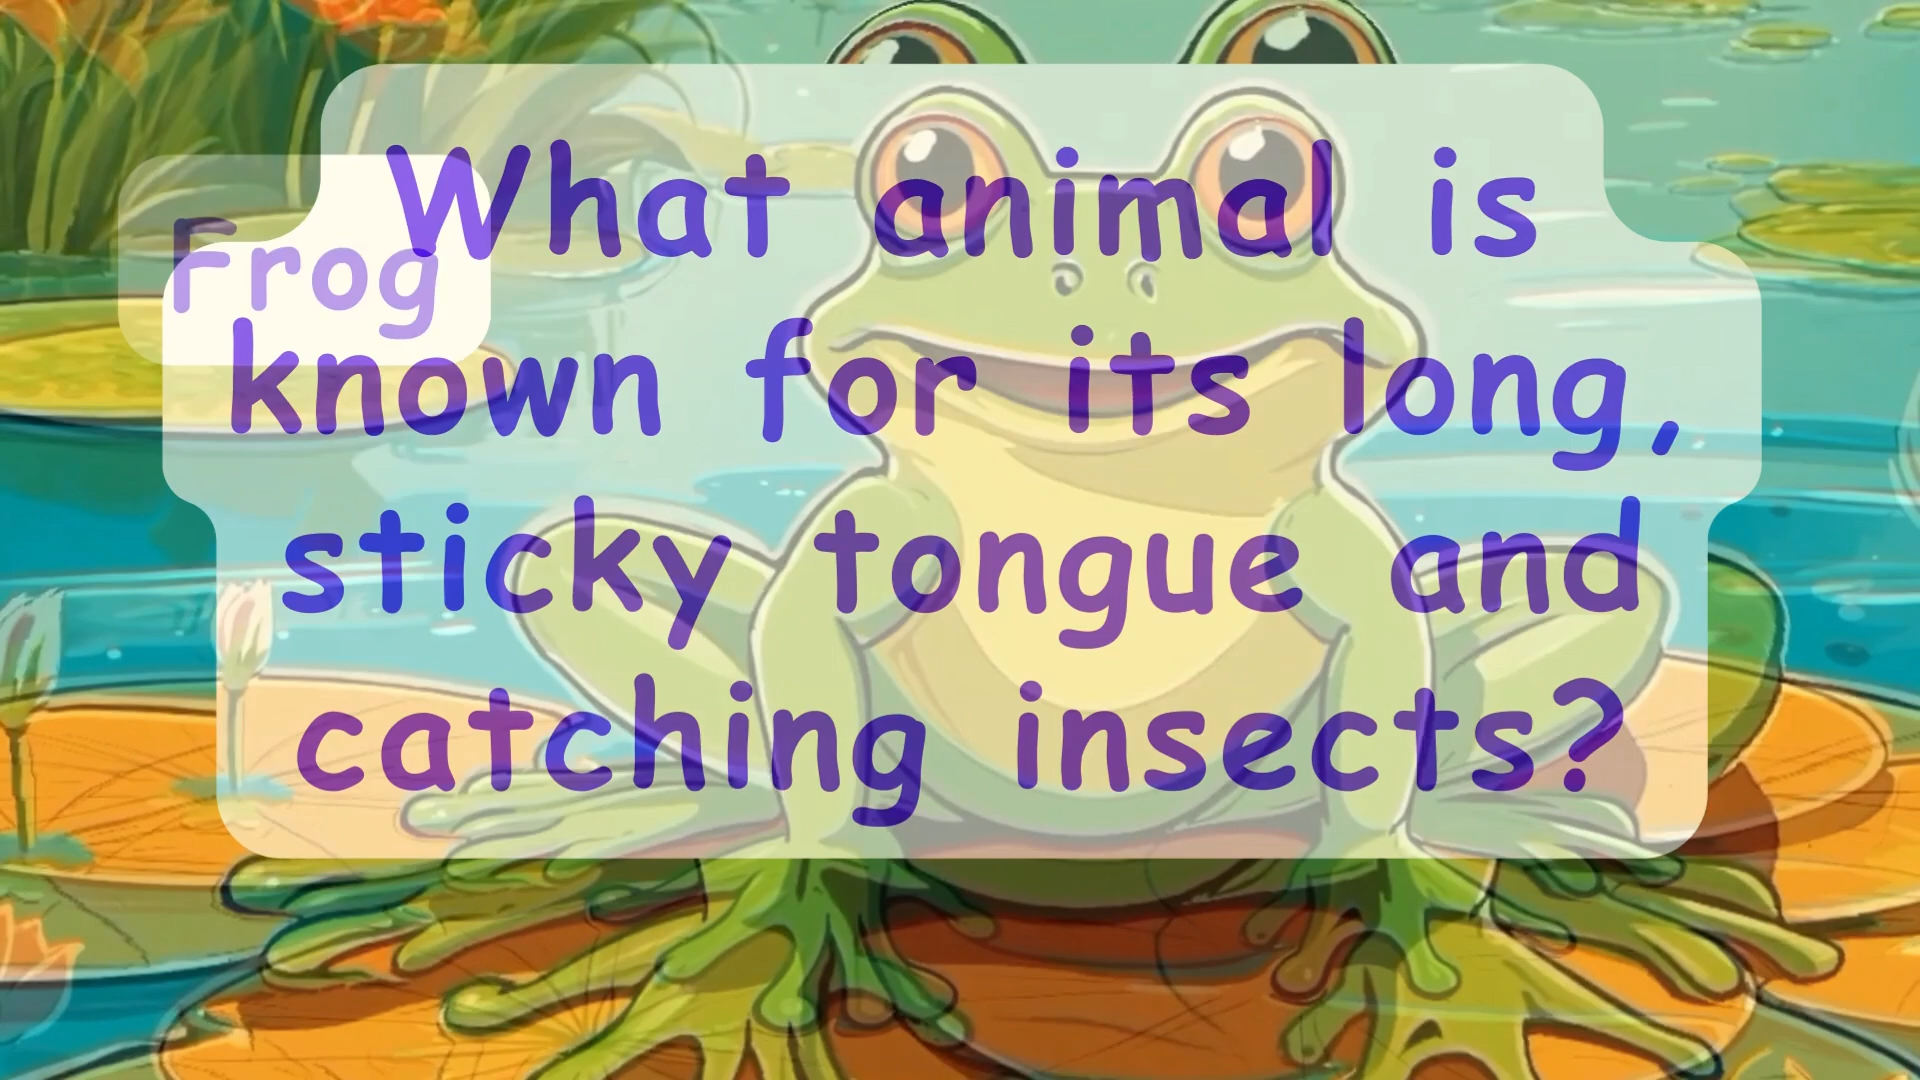 What animal is
known for its long,
sticky tongue and
catching insects?
Frog